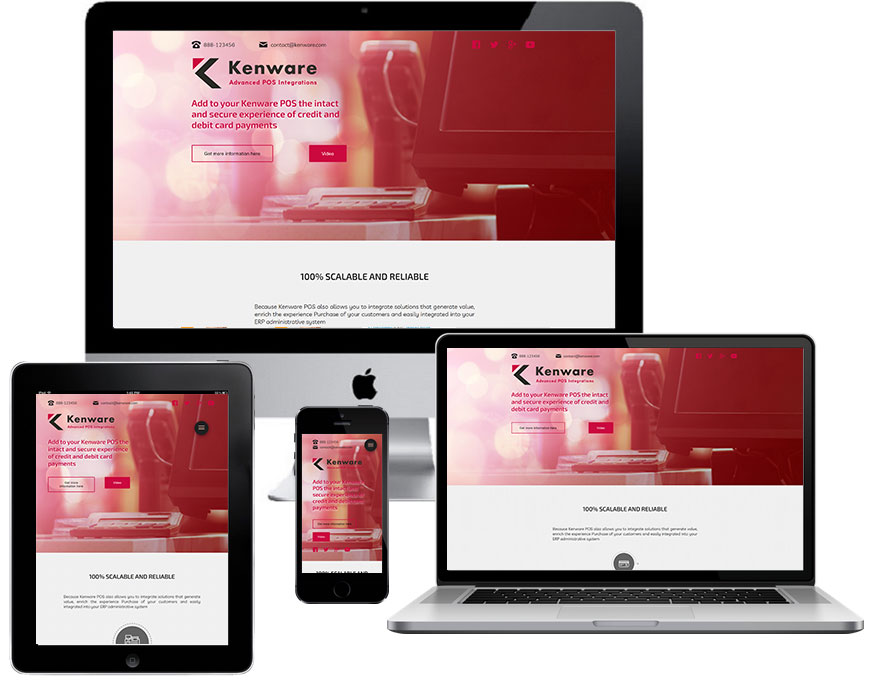 888-123456 contact@kenware.com
Kenware
Advanced POS Integrations
Add to your Kenware POS the intact
and secure experience of credit and
debit card payments
Got more information here Video
100% SCALABLE AND RELIABLE
Because Kenware POS also allows you to integrate solutions that generate value,
enrich the experience Purchase of your customers and easily integrated into your
ERP administrative system
888-123456 contact@kenware.com
Kenware
Advanced POS Integrations
Add to your Kenware POS the
intact and secure experience
of credit and debit card
payments
Got more
information here
Video
100% SCALABLE AND RELIABLE
Because Kenware POS also allows you to integrate solutions that generate
value, enrich the experience Purchase of your customers and easily
integrated into your ERP administrative system
888-123456
contact@kenware.com
Kenware
Add to your Kenware
POS the intact and
secure experience of
credit and debit card
payments
Got more information here
Video
100% SCALABLE AND
888-123456 contact@kenware.com
Kenware
Advanced POS Integrations
Add to your Kenware POS the intact
and secure experience of credit and
debit card payments
Got more information here Video
100% SCALABLE AND RELIABLE
Because Kenware POS also allows you to integrate solutions that generate value,
enrich the experience Purchase of your customers and easily integrated into your
ERP administrative system